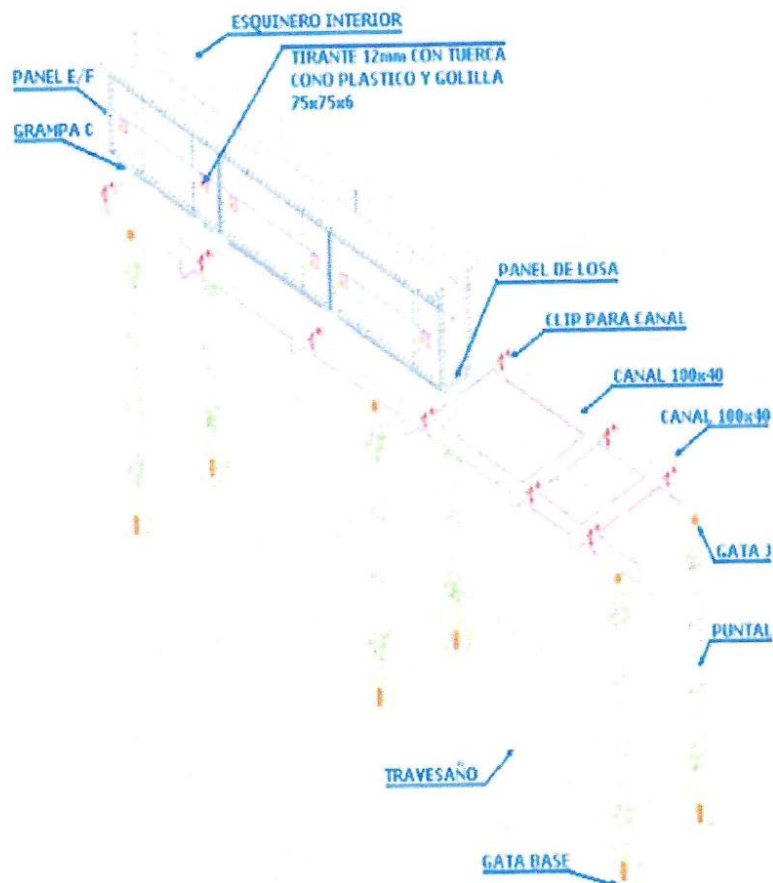 ESQUINERO INTERIOR
TIRANTE 12mm CON TUERCA
CONO PLASTICO Y GOLILLA
75x75x6
PANEL E/F
GRAMPA C
PANEL DE LOSA
CLIP PARA CANAL
CANAL 100x40
CANAL 100x40
GATA J
PUNTAL
TRAVESAÑO
GATA BASE